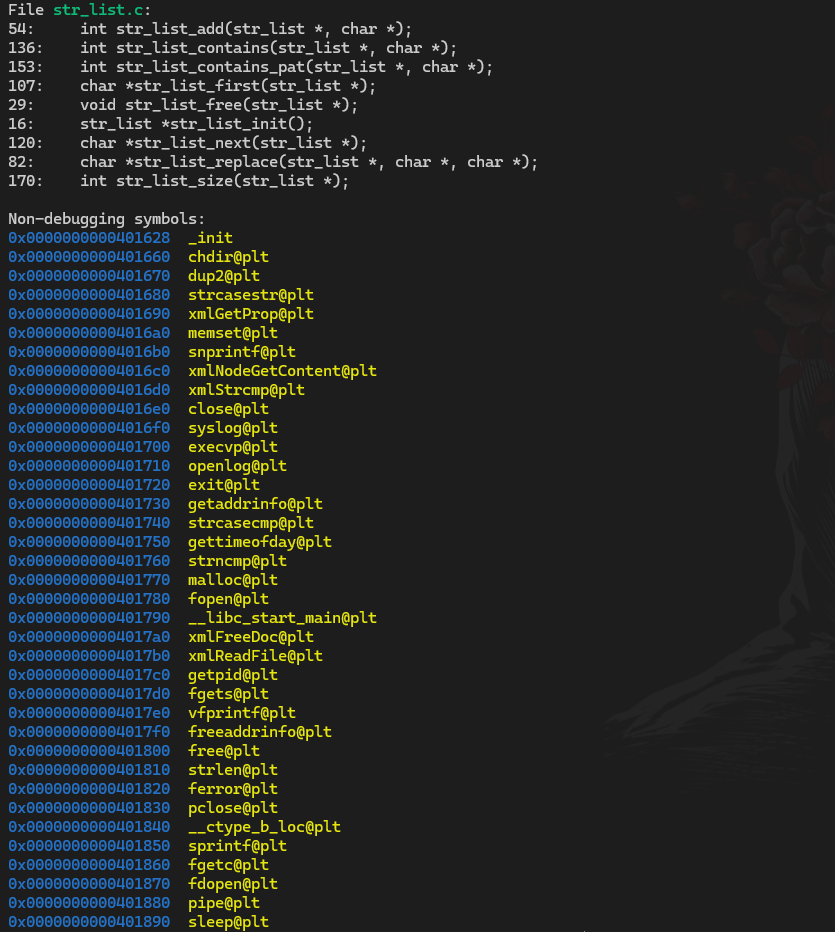 File str_list.c:
54:     int str_list_add(str_list *, char *);
136:    int str_list_contains(str_list *, char *);
153:    int str_list_contains_pat(str_list *, char *);
107:    char *str_list_first(str_list *);
29:     void str_list_free(str_list *);
16:     str_list *str_list_init();
120:    char *str_list_next(str_list *);
82:     char *str_list_replace(str_list *, char *, char *);
170:    int str_list_size(str_list *);

Non-debugging symbols:
0x0000000000401628  _init
0x0000000000401660  chdir@plt
0x0000000000401670  dup2@plt
0x0000000000401680  strcasestr@plt
0x0000000000401690  xmlGetProp@plt
0x00000000004016a0  memset@plt
0x00000000004016b0  snprintf@plt
0x00000000004016c0  xmlNodeGetContent@plt
0x00000000004016d0  xmlStrcmp@plt
0x00000000004016e0  close@plt
0x00000000004016f0  syslog@plt
0x0000000000401700  execvp@plt
0x0000000000401710  openlog@plt
0x0000000000401720  exit@plt
0x0000000000401730  getaddrinfo@plt
0x0000000000401740  strcasecmp@plt
0x0000000000401750  gettimeofday@plt
0x0000000000401760  strncmp@plt
0x0000000000401770  malloc@plt
0x0000000000401780  fopen@plt
0x0000000000401790  __libc_start_main@plt
0x00000000004017a0  xmlFreeDoc@plt
0x00000000004017b0  xmlReadFile@plt
0x00000000004017c0  getpid@plt
0x00000000004017d0  fgets@plt
0x00000000004017e0  vfprintf@plt
0x00000000004017f0  freeaddrinfo@plt
0x0000000000401800  free@plt
0x0000000000401810  strlen@plt
0x0000000000401820  ferror@plt
0x0000000000401830  pclose@plt
0x0000000000401840  __ctype_b_loc@plt
0x0000000000401850  sprintf@plt
0x0000000000401860  fgetc@plt
0x0000000000401870  fdopen@plt
0x0000000000401880  pipe@plt
0x0000000000401890  sleep@plt